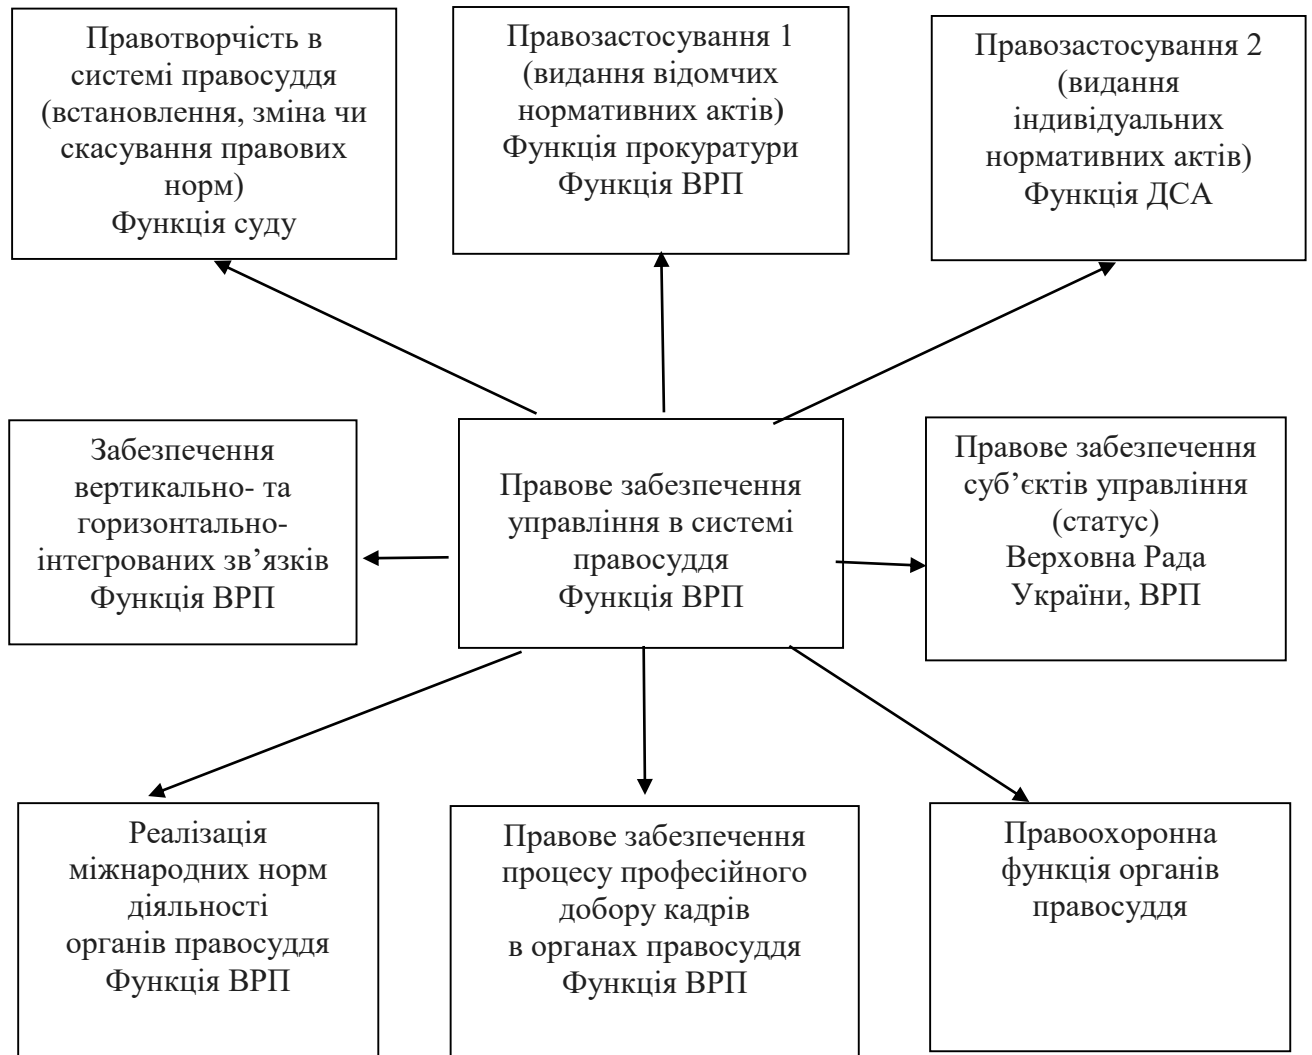 Правотворчість в
системі правосуддя
(встановлення, зміна чи
скасування правових
норм)
Функція суду
Правозастосування 1
(видання відомчих
нормативних актів)
Функція прокуратури
Функція ВРП
Правозастосування 2
(видання
індивідуальних
нормативних актів)
Функція ДСА
Забезпечення
вертикально- та
горизонтально-
інтегрованих зв’язків
Функція ВРП
Правове забезпечення
управління в системі
правосуддя
Функція ВРП
Правове забезпечення
суб’єктів управління
(статус)
Верховна Рада
України, ВРП
Реалізація
міжнародних норм
діяльності
органів правосуддя
Функція ВРП
Правове забезпечення
процесу професійного
добору кадрів
в органах правосуддя
Функція ВРП
Правоохоронна
функція органів
правосуддя